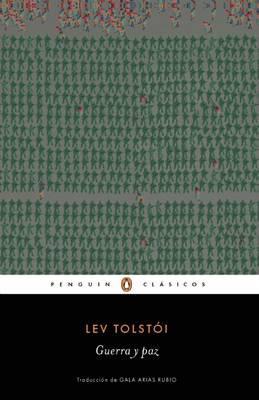 PENGUIN CLÁSICOS
LEV TOLSTÓI
Guerra y paz
Traducción de GALA ARIAS RUBIO